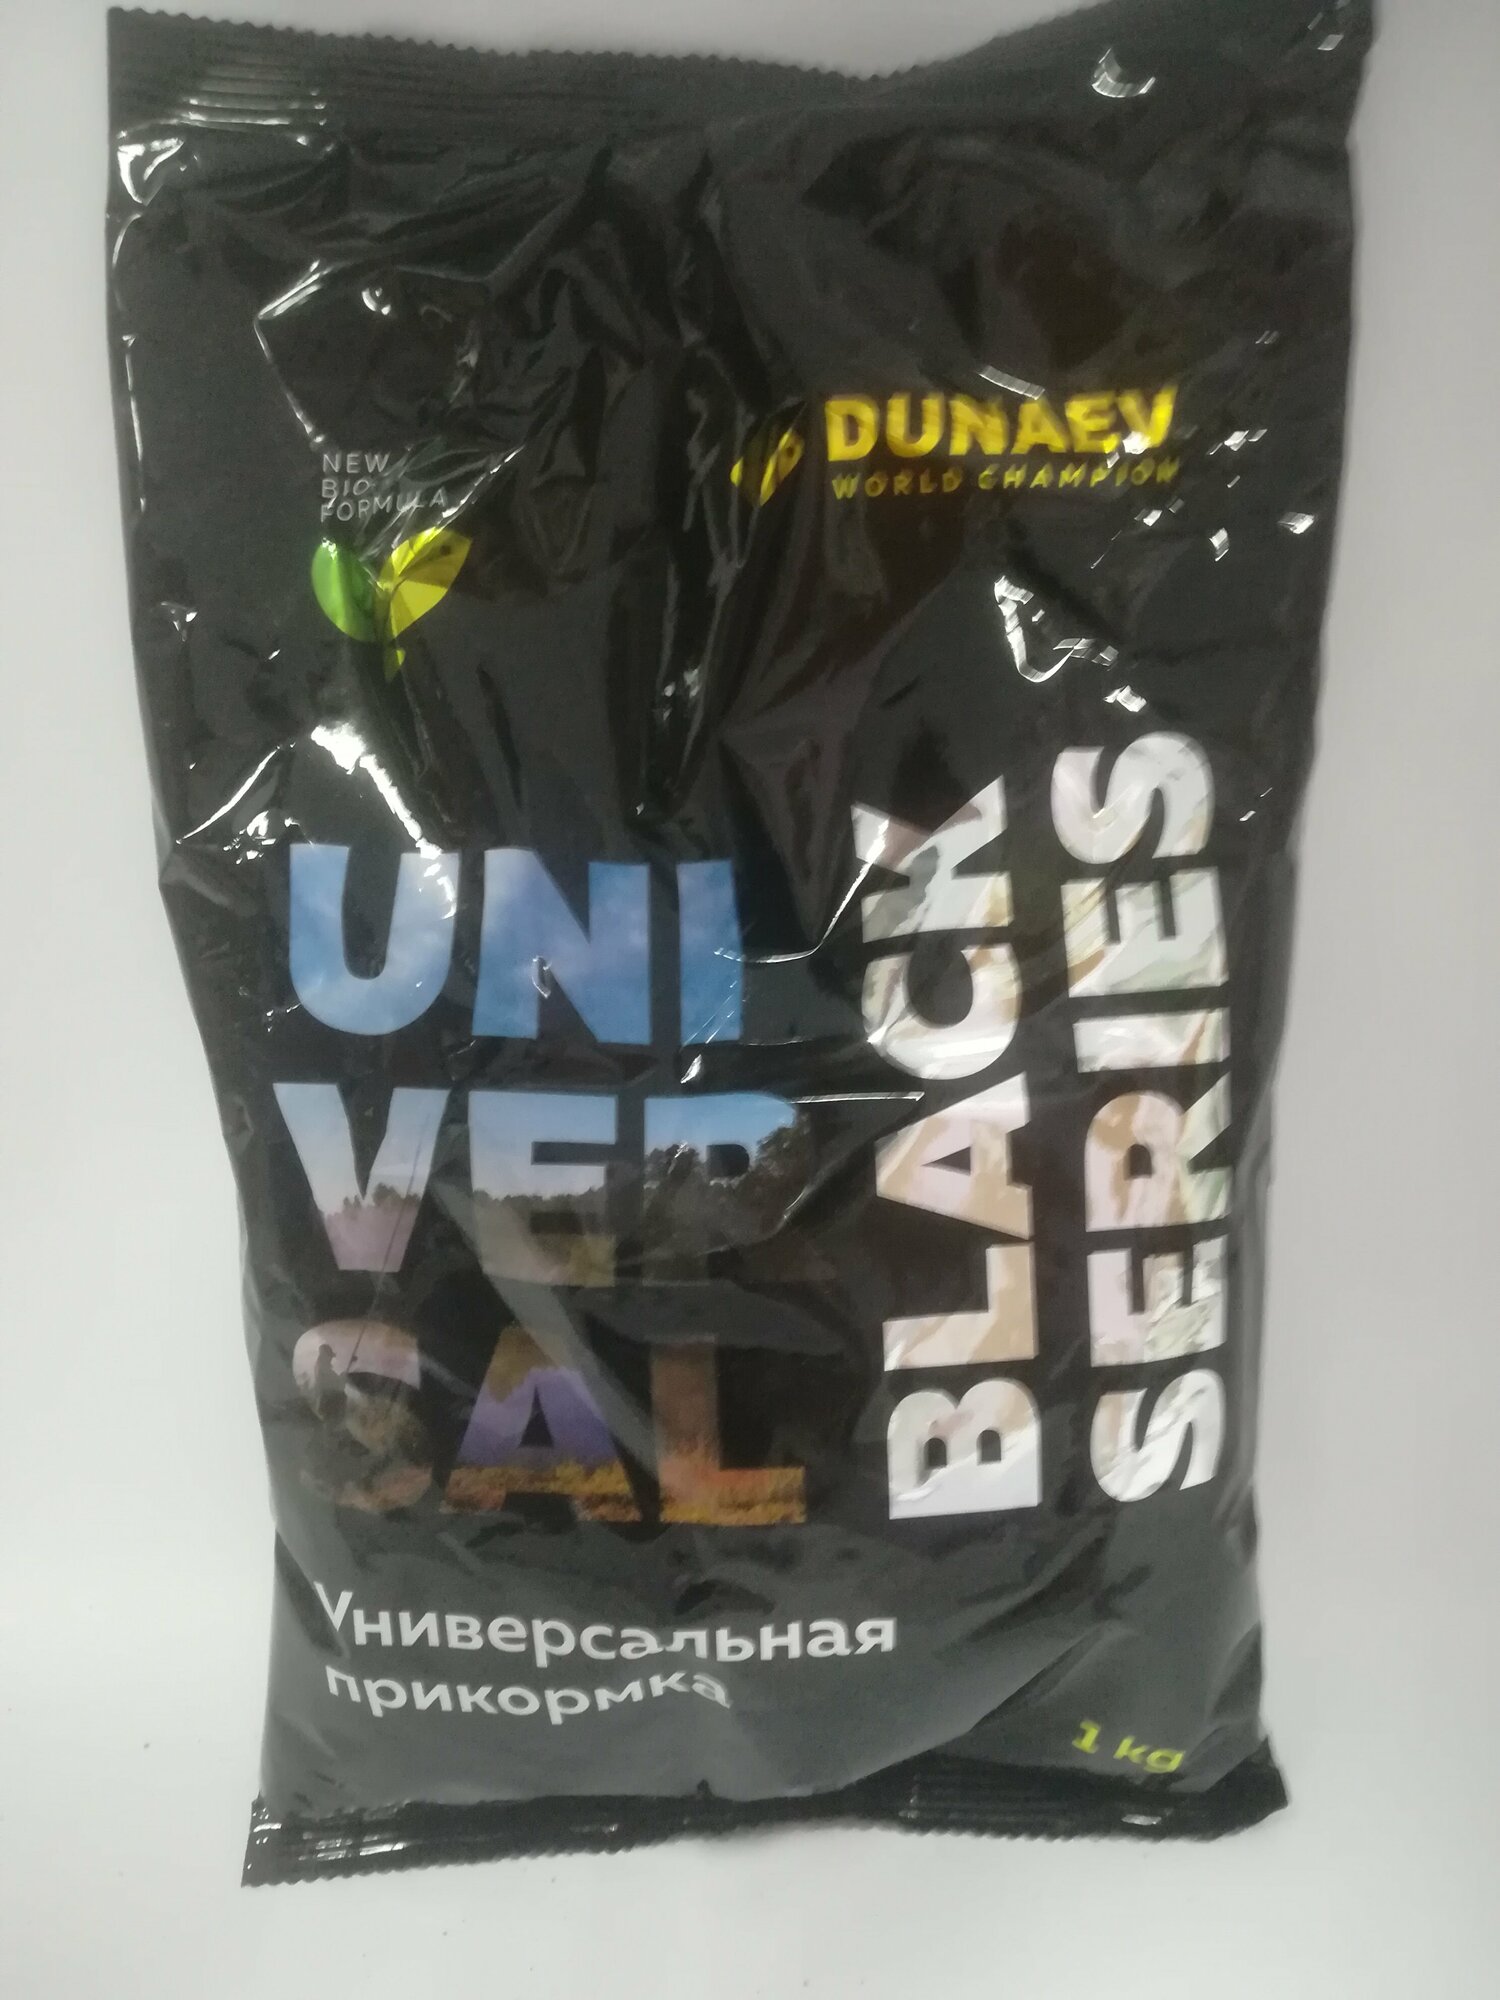 NEW
BIO
FORMULA
DUNAEV
WORLD CHAMPION
UNI
VER
SAL
BLACK
SERIES
Универсальная
прикормка
1 kg